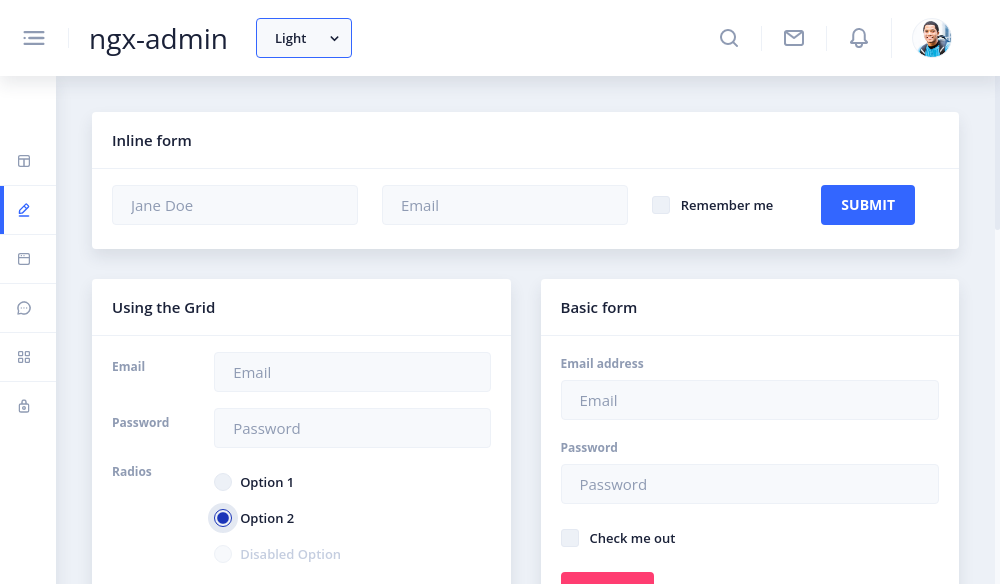 ngx-admin
Light
Inline form
Jane Doe
Email
Remember me
SUBMIT
Using the Grid
Email
Email
Password
Password
Radios
Option 1
Option 2
Disabled Option
Basic form
Email address
Email
Password
Password
Check me out